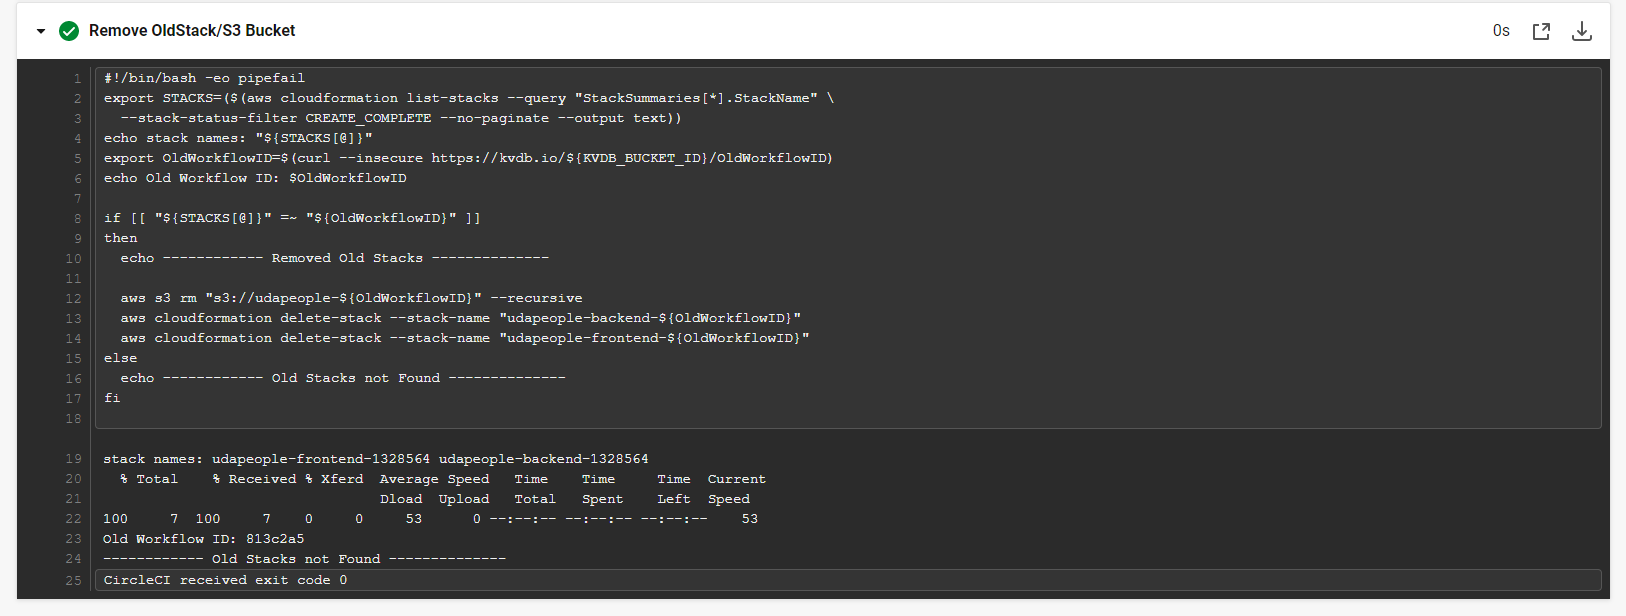 Remove OldStack/S3 Bucket 0s
1 #!/bin/bash -eo pipefail
2 export STACKS=($(aws cloudformation list-stacks --query "StackSummaries[*].StackName" \
3   --stack-status-filter CREATE_COMPLETE --no-paginate --output text))
4 echo stack names: "${STACKS[@]}"
5 export OldWorkflowID=$(curl --insecure https://kvdb.io/${KVDB_BUCKET_ID}/OldWorkflowID)
6 echo Old Workflow ID: $OldWorkflowID
7
8 if [[ "${STACKS[@]}" =~ "${OldWorkflowID}" ]]
9 then
10   echo ------------ Removed Old Stacks --------------
11
12   aws s3 rm "s3://udapeople-${OldWorkflowID}" --recursive
13   aws cloudformation delete-stack --stack-name "udapeople-backend-${OldWorkflowID}"
14   aws cloudformation delete-stack --stack-name "udapeople-frontend-${OldWorkflowID}"
15 else
16   echo ------------ Old Stacks not Found --------------
17 fi
18
19 stack names: udapeople-frontend-1328564 udapeople-backend-1328564
20   % Total    % Received % Xferd  Average Speed   Time    Time     Time  Current
21                                  Dload  Upload   Total   Spent    Left  Speed
22 100     7  100     7    0     0     53      0 --:--:-- --:--:-- --:--:--    53
23 Old Workflow ID: 813c2a5
24 ------------ Old Stacks not Found --------------
25 CircleCI received exit code 0